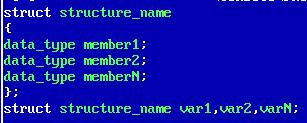 struct structure_name
{
data_type member1;
data_type member2;
data_type memberN;
};
struct structure_name var1,var2,varN;